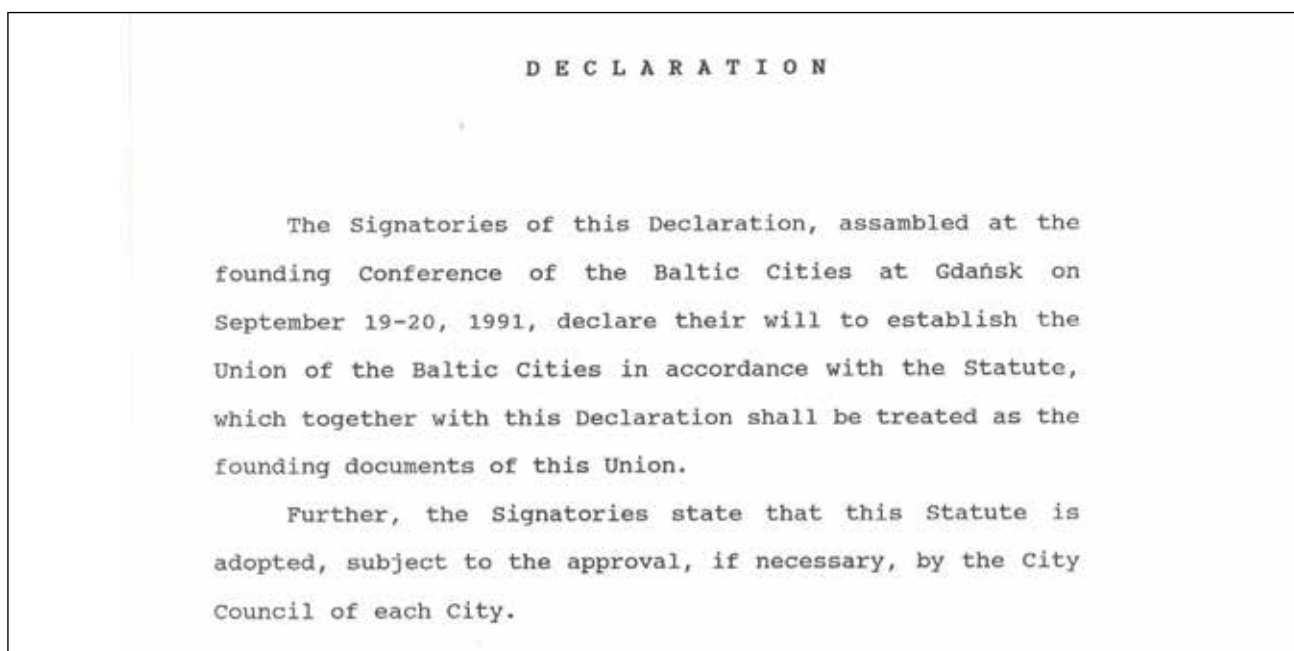 D E C L A R A T I O N
The Signatories of this Declaration, assambled at the
founding Conference of the Baltic Cities at Gdańsk on
September 19-20, 1991, declare their will to establish the
Union of the Baltic Cities in accordance with the Statute,
which together with this Declaration shall be treated as the
founding documents of this Union.
Further, the Signatories state that this Statute is
adopted, subject to the approval, if necessary, by the City
Council of each City.